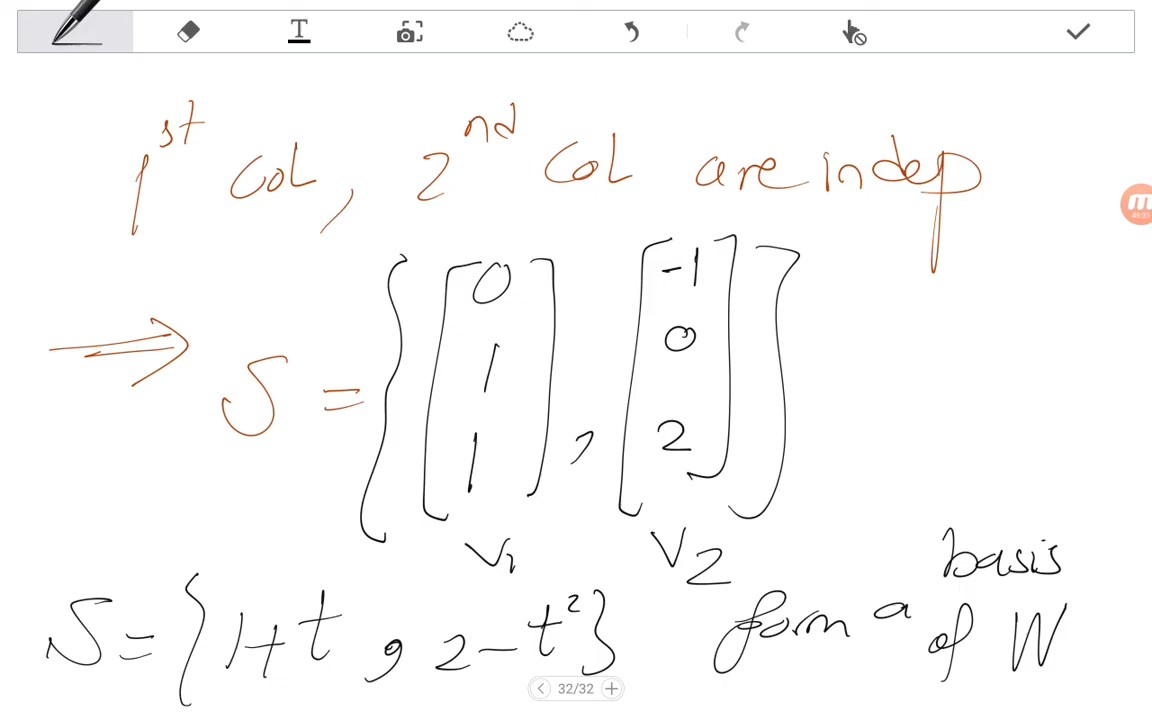 1st Col, 2nd Col are indep
⟹ S = { [0 1 1], [-1 0 2] }
V1 V2
S = {1+t, 2-t²} form a basis of W
32/32
T